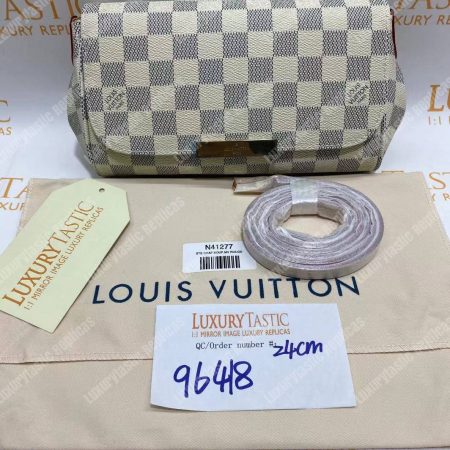 LUXURYTASTIC
1:1 MIRROR IMAGE LUXURY REPLICAS
N41277
LOUIS VUITTON
LUXURYTASTIC
1:1 MIRROR IMAGE LUXURY REPLICAS
QC/Order number #:
24cm
96418